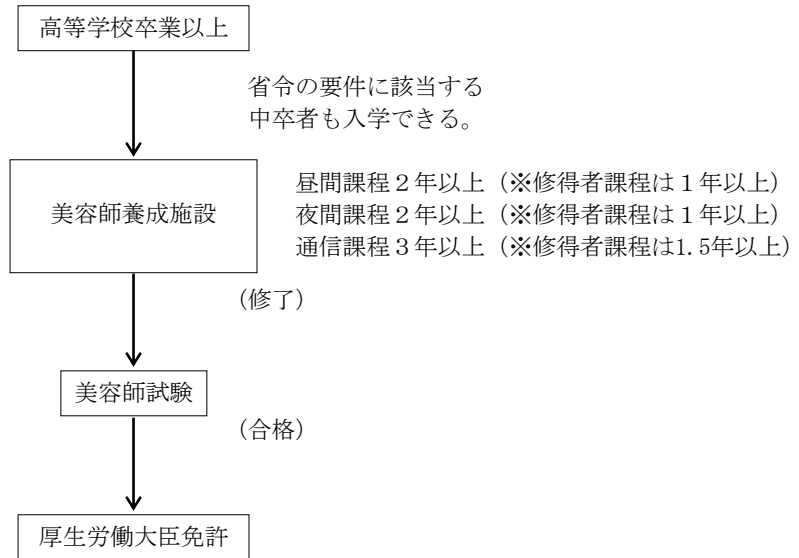 高等学校卒業以上
省令の要件に該当する
中卒者も入学できる。
美容師養成施設
昼間課程２年以上（※修得者課程は１年以上）
夜間課程２年以上（※修得者課程は１年以上）
通信課程３年以上（※修得者課程は1.5年以上）
(修了)
美容師試験
(合格)
厚生労働大臣免許